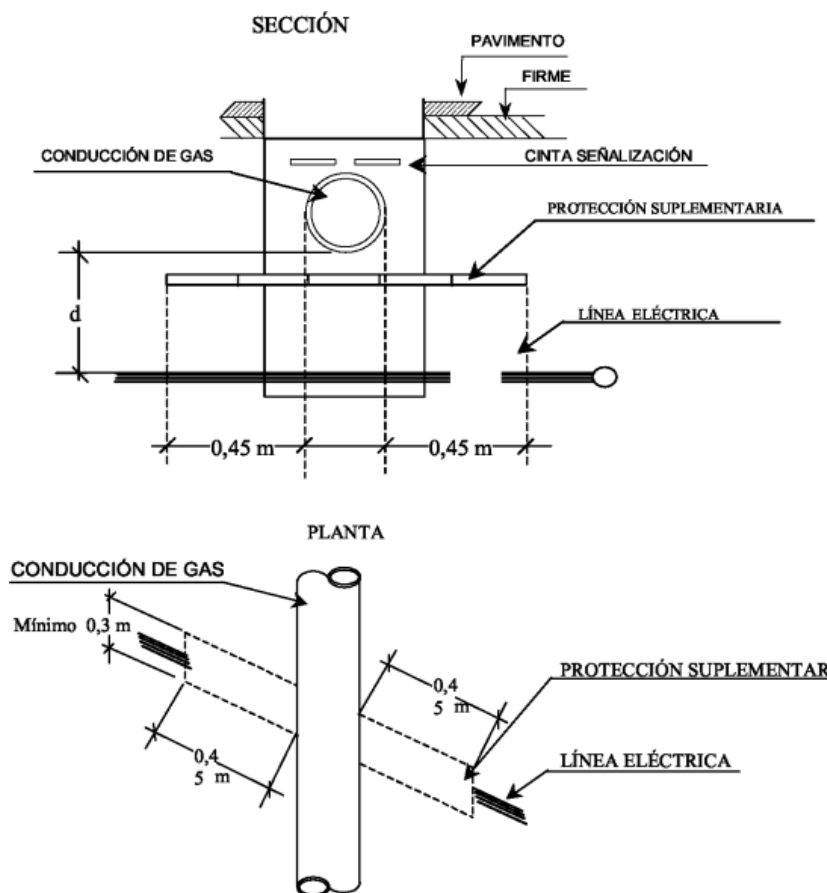 SECCIÓN
PAVIMENTO
FIRME
CONDUCCIÓN DE GAS
CINTA SEÑALIZACIÓN
PROTECCIÓN SUPLEMENTARIA
d
LÍNEA ELÉCTRICA
0,45 m
0,45 m
PLANTA
CONDUCCIÓN DE GAS
Mínimo 0,3 m
0,4
5 m
PROTECCIÓN SUPLEMENTAR
0,4
5 m
LÍNEA ELÉCTRICA